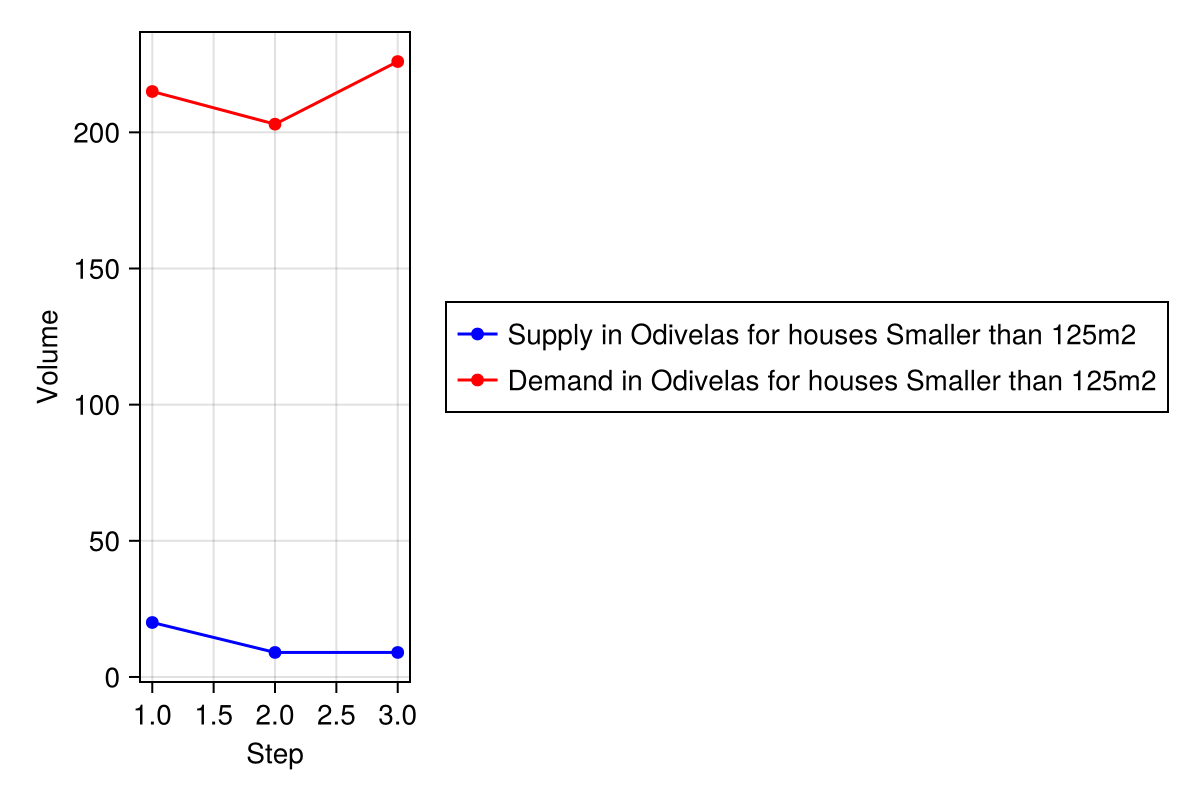 200
150
100
50
0
Volume
1.0 1.5 2.0 2.5 3.0
Step
Supply in Odivelas for houses Smaller than 125m2
Demand in Odivelas for houses Smaller than 125m2